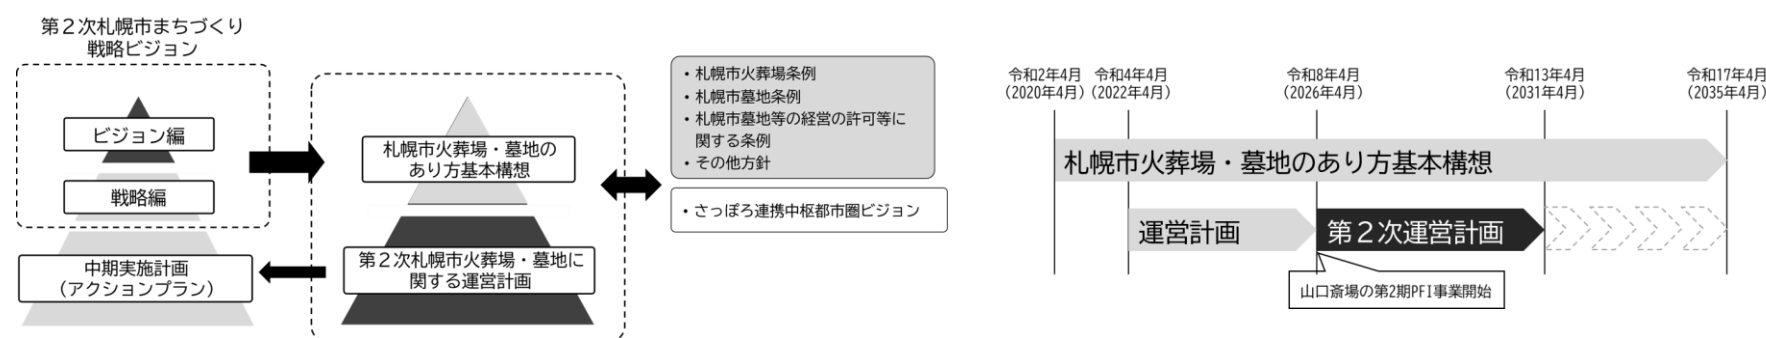 第２次札幌市まちづくり
戦略ビジョン
ビジョン編
戦略編
中期実施計画
（アクションプラン）
札幌市火葬場・墓地の
あり方基本構想
第２次札幌市火葬場・墓地に
関する運営計画
・札幌市火葬場条例
・札幌市墓地条例
・札幌市墓地等の経営の許可等に
関する条例
・その他方針
・さっぽろ連携中枢都市圏ビジョン
令和2年4月
（2020年4月）
令和4年4月
（2022年4月）
令和8年4月
（2026年4月）
令和13年4月
（2031年4月）
令和17年4月
（2035年4月）
札幌市火葬場・墓地のあり方基本構想
運営計画
第２次運営計画
山口斎場の第2期PFI事業開始